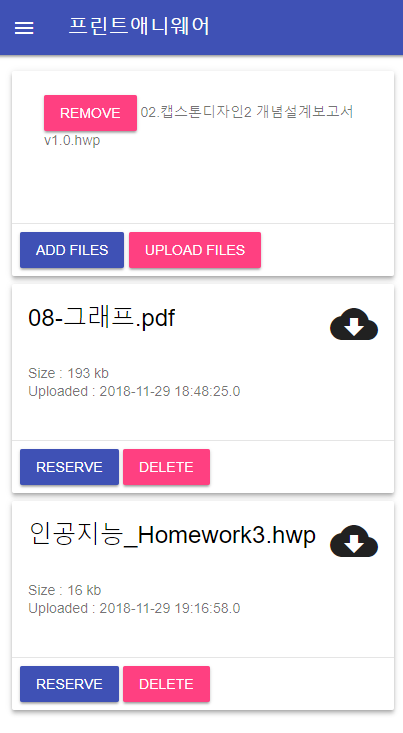 프린트애니웨어
REMOVE 02.캡스톤디자인2 개념설계보고서
v1.0.hwp
ADD FILES UPLOAD FILES
08-그래프.pdf
Size : 193 kb
Uploaded : 2018-11-29 18:48:25.0
RESERVE DELETE
인공지능_Homework3.hwp
Size : 16 kb
Uploaded : 2018-11-29 19:16:58.0
RESERVE DELETE